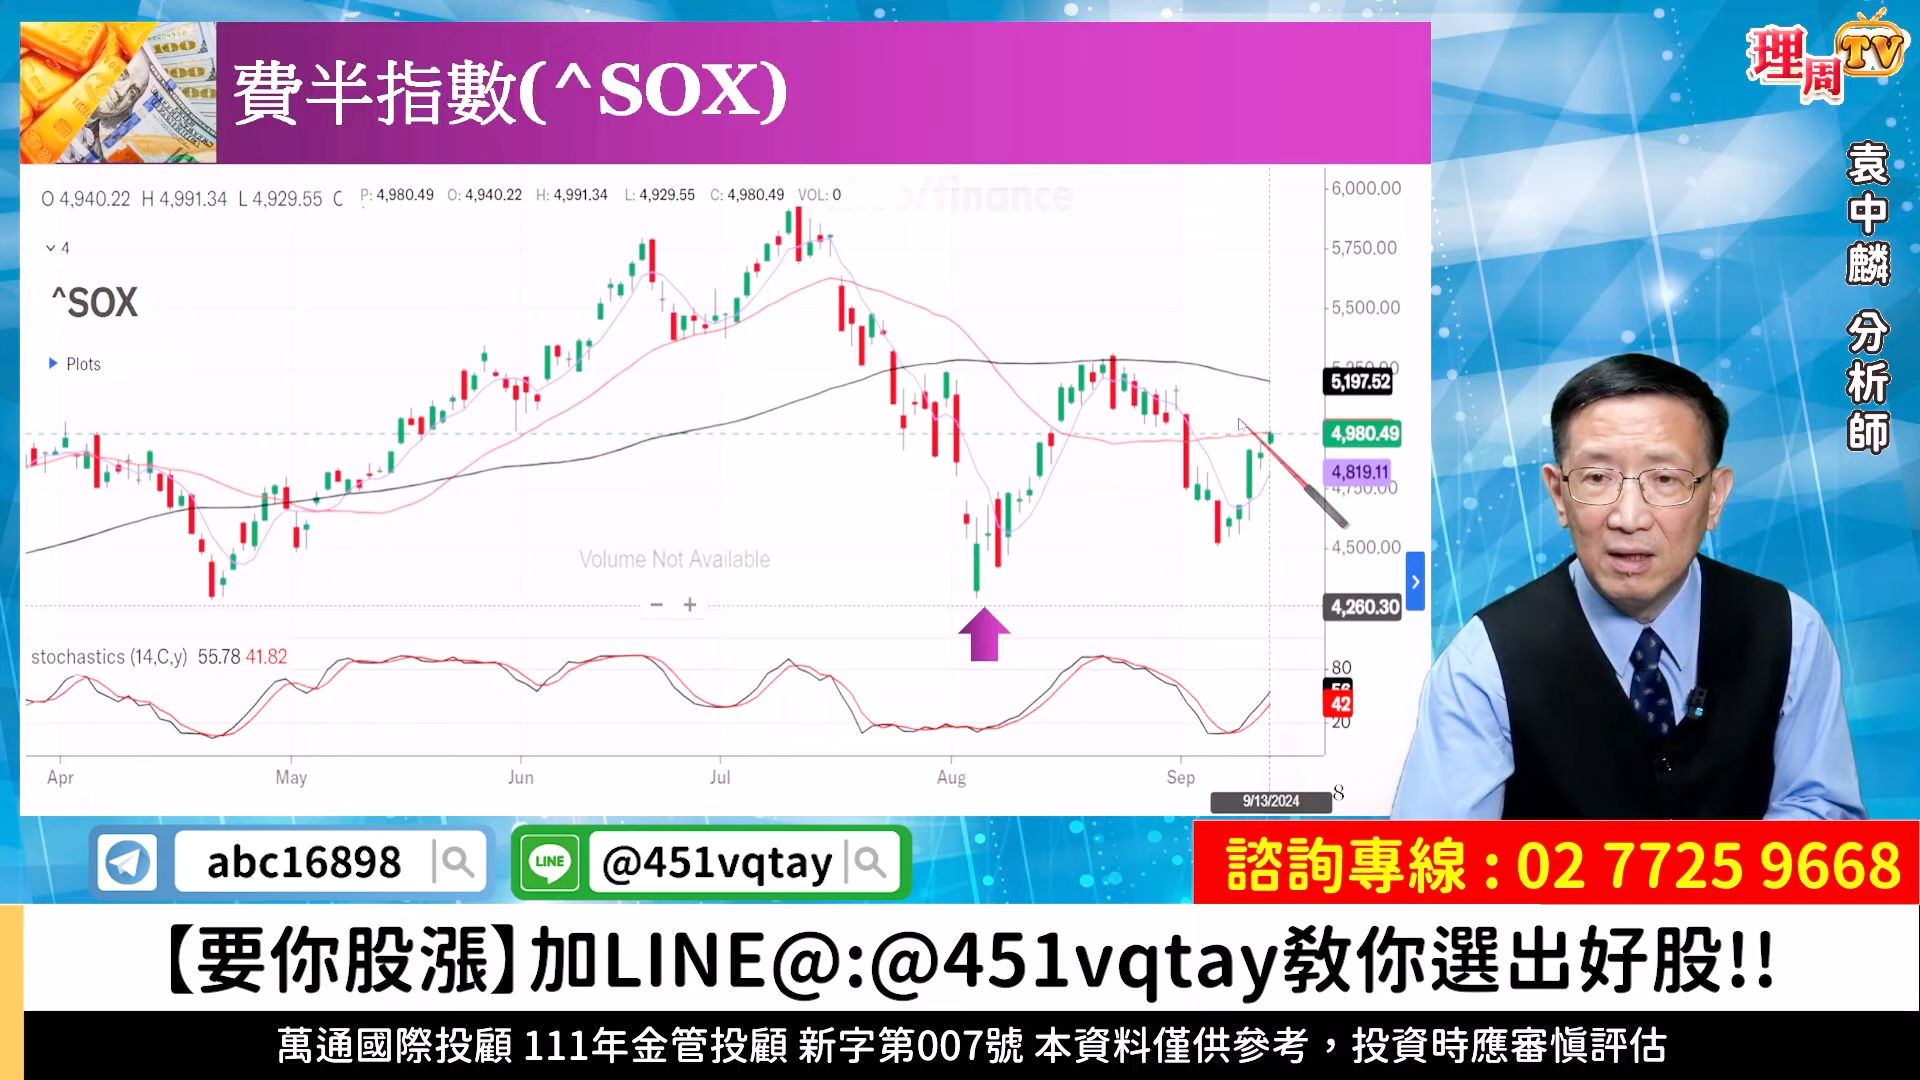 費半指數(^SOX)
理周TV
袁中麟 分析師
O 4,940.22 H 4,991.34 L 4,929.55 C
P: 4,980.49 O: 4,940.22 H: 4,991.34 L: 4,929.55 C: 4,980.49 VOL: 0
finance
4
^SOX
Plots
6,000.00
5,750.00
5,500.00
5,250.00
5,197.52
4,980.49
4,819.11
4,750.00
4,500.00
4,260.30
Volume Not Available
stochastics (14,C,y) 55.78 41.82
80
42
20
Apr May Jun Jul Aug Sep
9/13/2024
8
abc16898
LINE
@451vqtay
諮詢專線 : 02 7725 9668
【要你股漲】加LINE@:@451vqtay教你選出好股!!
萬通國際投顧 111年金管投顧 新字第007號 本資料僅供參考，投資時應審慎評估